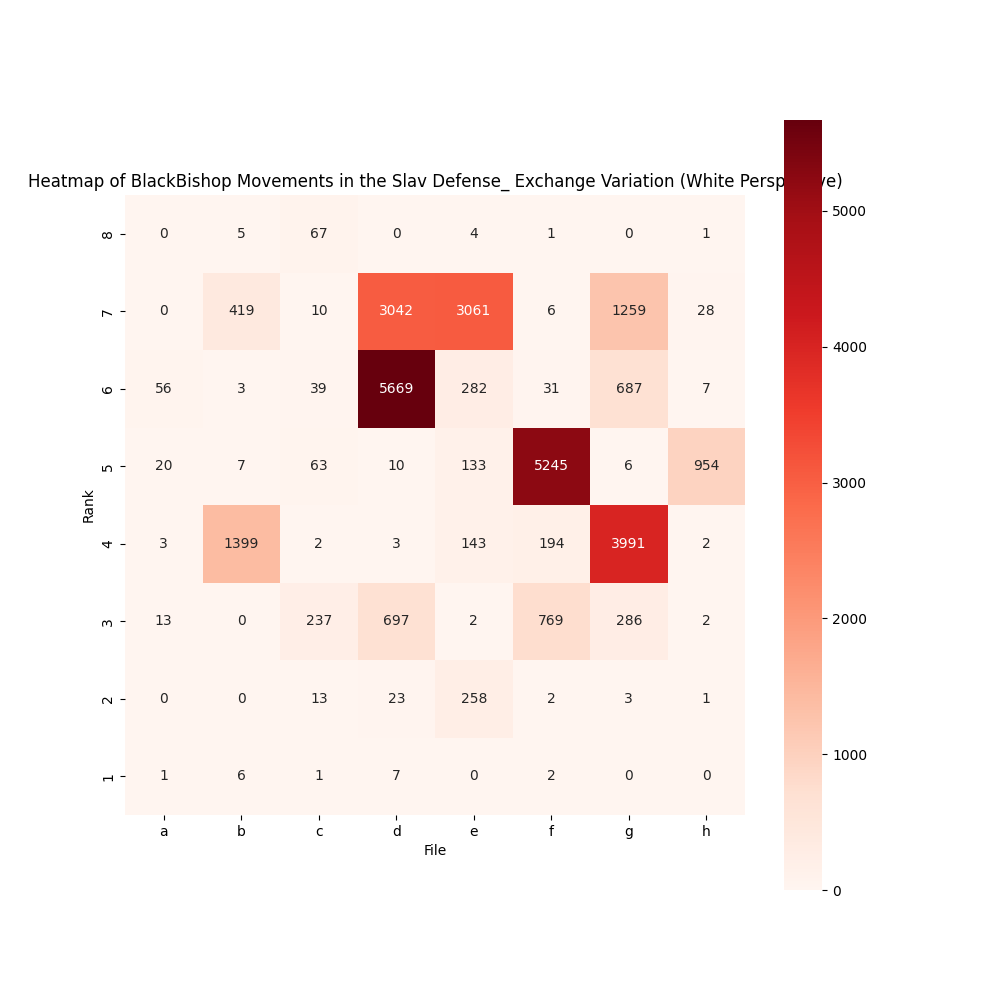 Heatmap of BlackBishop Movements in the Slav Defense_ Exchange Variation (White Persp ve)
8 0 5 67 0 4 1 0 1
7 0 419 10 3042 3061 6 1259 28
6 56 3 39 5669 282 31 687 7
5 20 7 63 10 133 5245 6 954
Rank
4 3 1399 2 3 143 194 3991 2
3 13 0 237 697 2 769 286 2
2 0 0 13 23 258 2 3 1
1 1 6 1 7 0 2 0 0
a b c d e f g h
File
5000
4000
3000
2000
1000
0